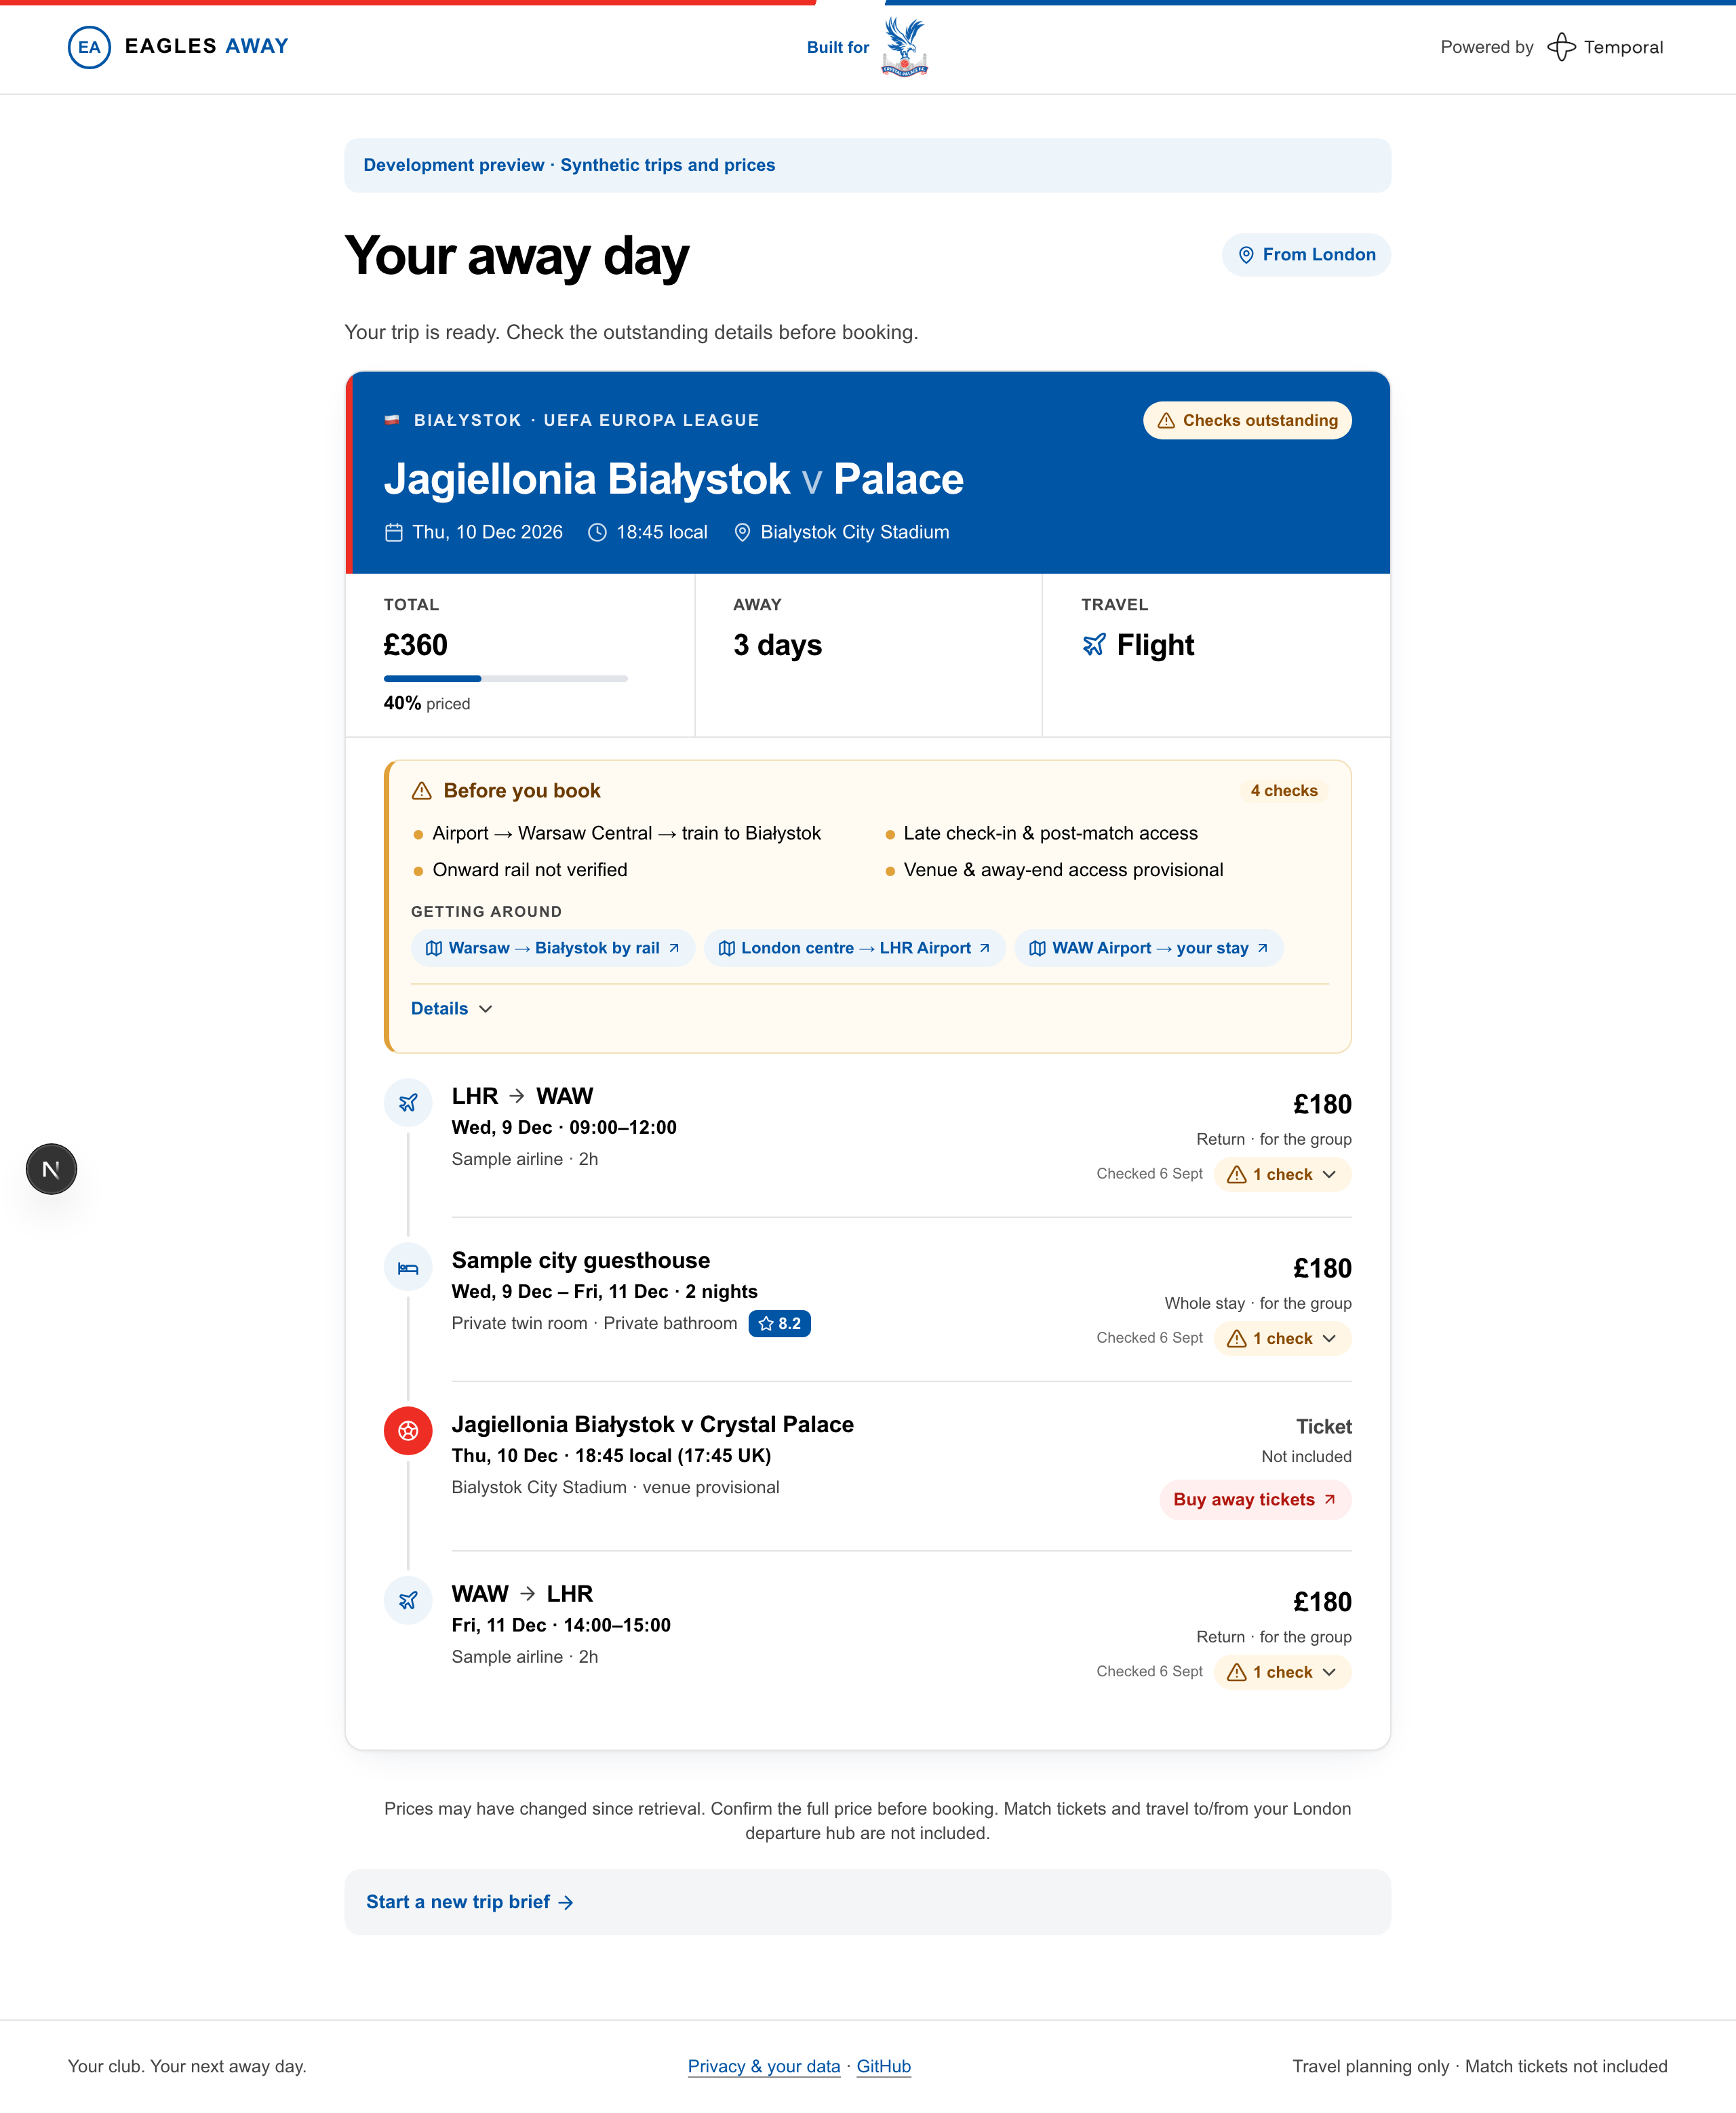 EA EAGLES AWAY
Built for
CRYSTAL PALACE F.C.
Powered by Temporal
Development preview · Synthetic trips and prices
Your away day
From London
Your trip is ready. Check the outstanding details before booking.
BIAŁYSTOK · UEFA EUROPA LEAGUE
Checks outstanding
Jagiellonia Białystok v Palace
Thu, 10 Dec 2026 18:45 local Bialystok City Stadium
TOTAL
£360
40% priced
AWAY
3 days
TRAVEL
Flight
Before you book
4 checks
Airport → Warsaw Central → train to Białystok
Late check-in & post-match access
Onward rail not verified
Venue & away-end access provisional
GETTING AROUND
Warsaw → Białystok by rail
London centre → LHR Airport
WAW Airport → your stay
Details
LHR → WAW
Wed, 9 Dec · 09:00–12:00
Sample airline · 2h
£180
Return · for the group
Checked 6 Sept
1 check
Sample city guesthouse
Wed, 9 Dec – Fri, 11 Dec · 2 nights
Private twin room · Private bathroom 8.2
£180
Whole stay · for the group
Checked 6 Sept
1 check
Jagiellonia Białystok v Crystal Palace
Thu, 10 Dec · 18:45 local (17:45 UK)
Bialystok City Stadium · venue provisional
Ticket
Not included
Buy away tickets
WAW → LHR
Fri, 11 Dec · 14:00–15:00
Sample airline · 2h
£180
Return · for the group
Checked 6 Sept
1 check
N
Prices may have changed since retrieval. Confirm the full price before booking. Match tickets and travel to/from your London
departure hub are not included.
Start a new trip brief →
Your club. Your next away day.
Privacy & your data · GitHub
Travel planning only · Match tickets not included